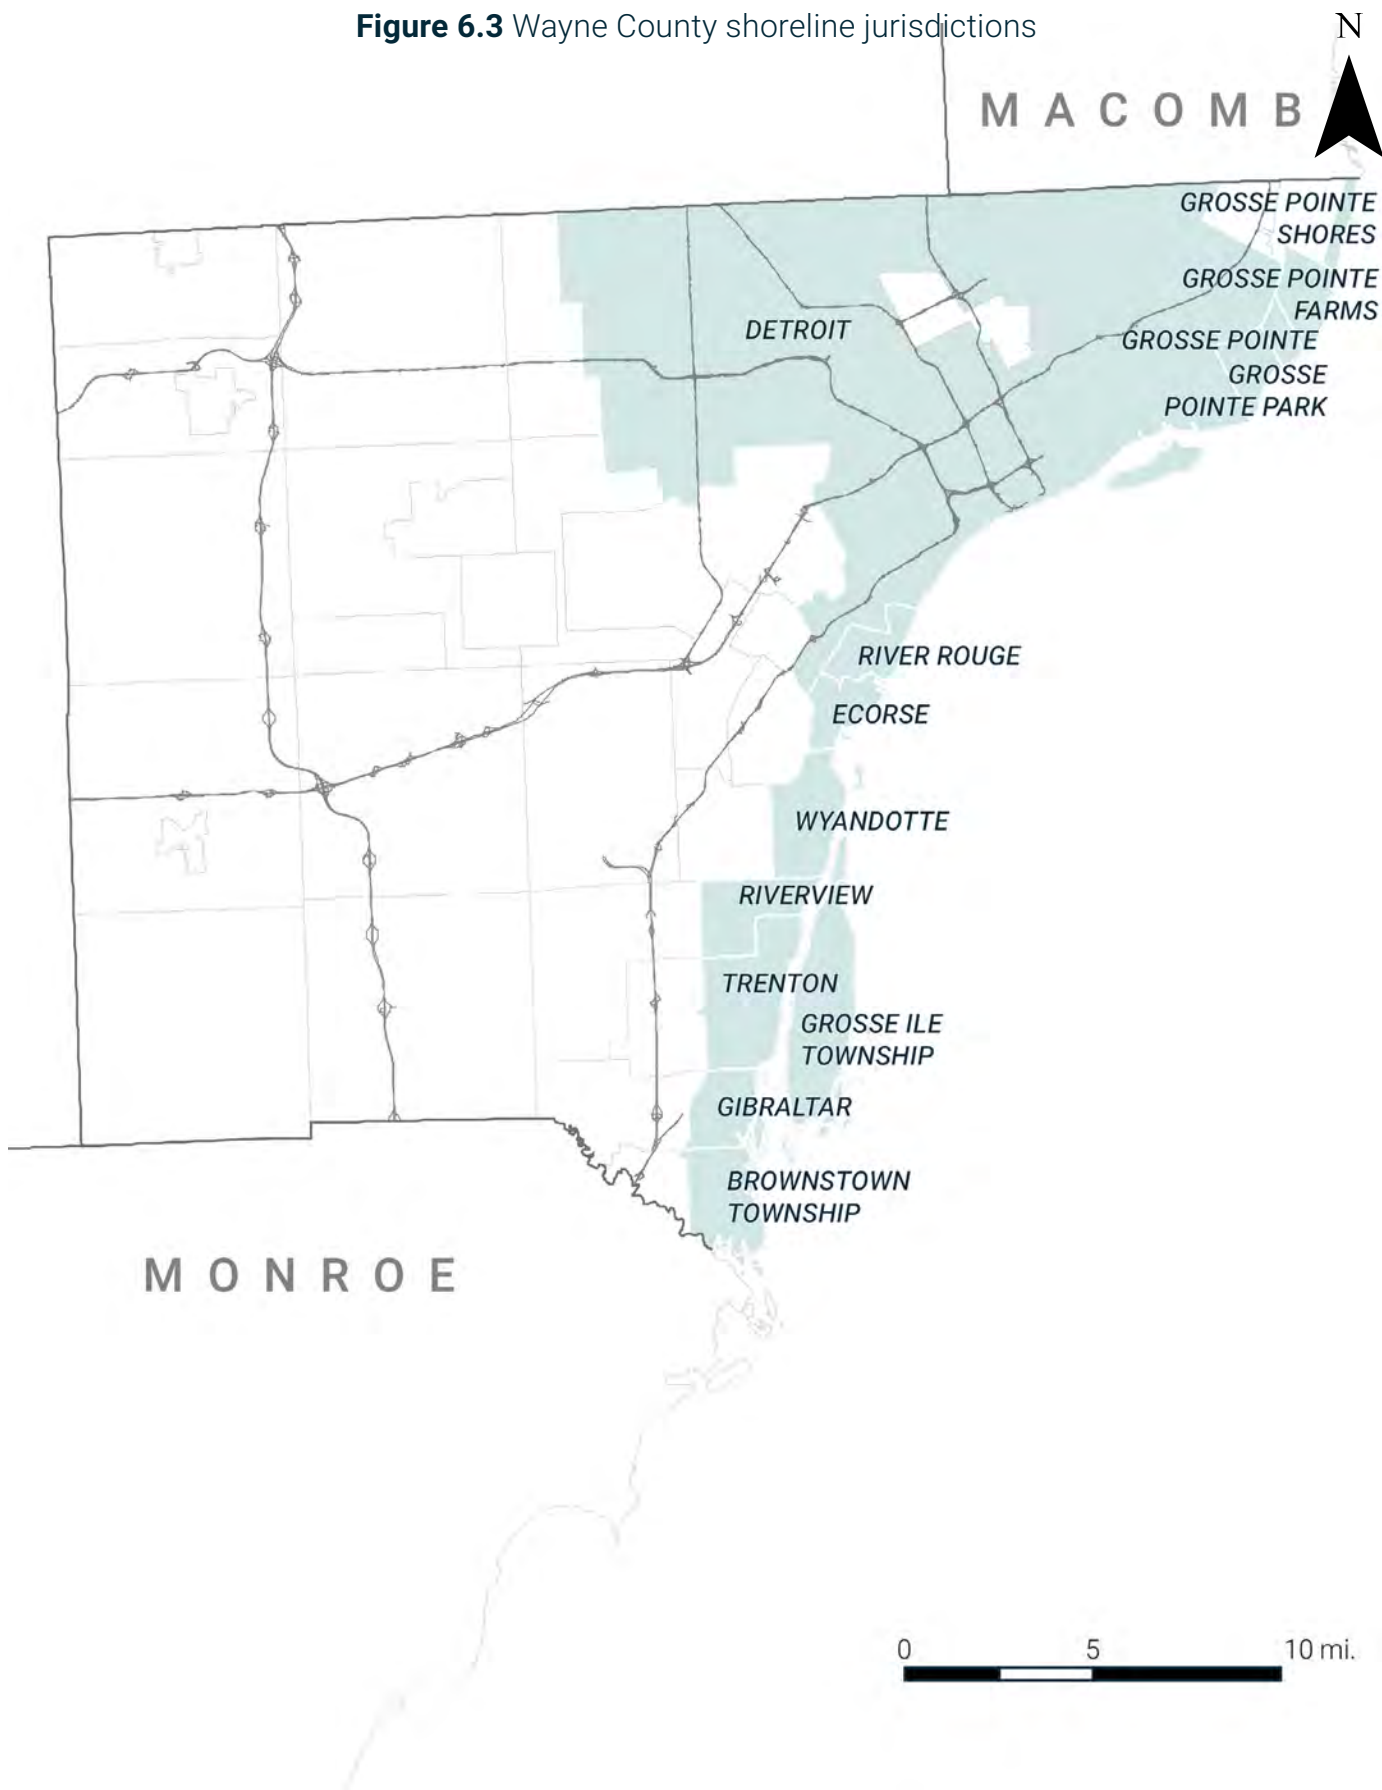 Figure 6.3 Wayne County shoreline jurisdictions
N
MACOMB
GROSSE POINTE
SHORES
GROSSE POINTE
FARMS
DETROIT
GROSSE POINTE
GROSSE
POINTE PARK
RIVER ROUGE
ECORSE
WYANDOTTE
RIVERVIEW
TRENTON
GROSSE ILE
TOWNSHIP
GIBRALTAR
BROWNSTOWN
TOWNSHIP
MONROE
0 5 10 mi.